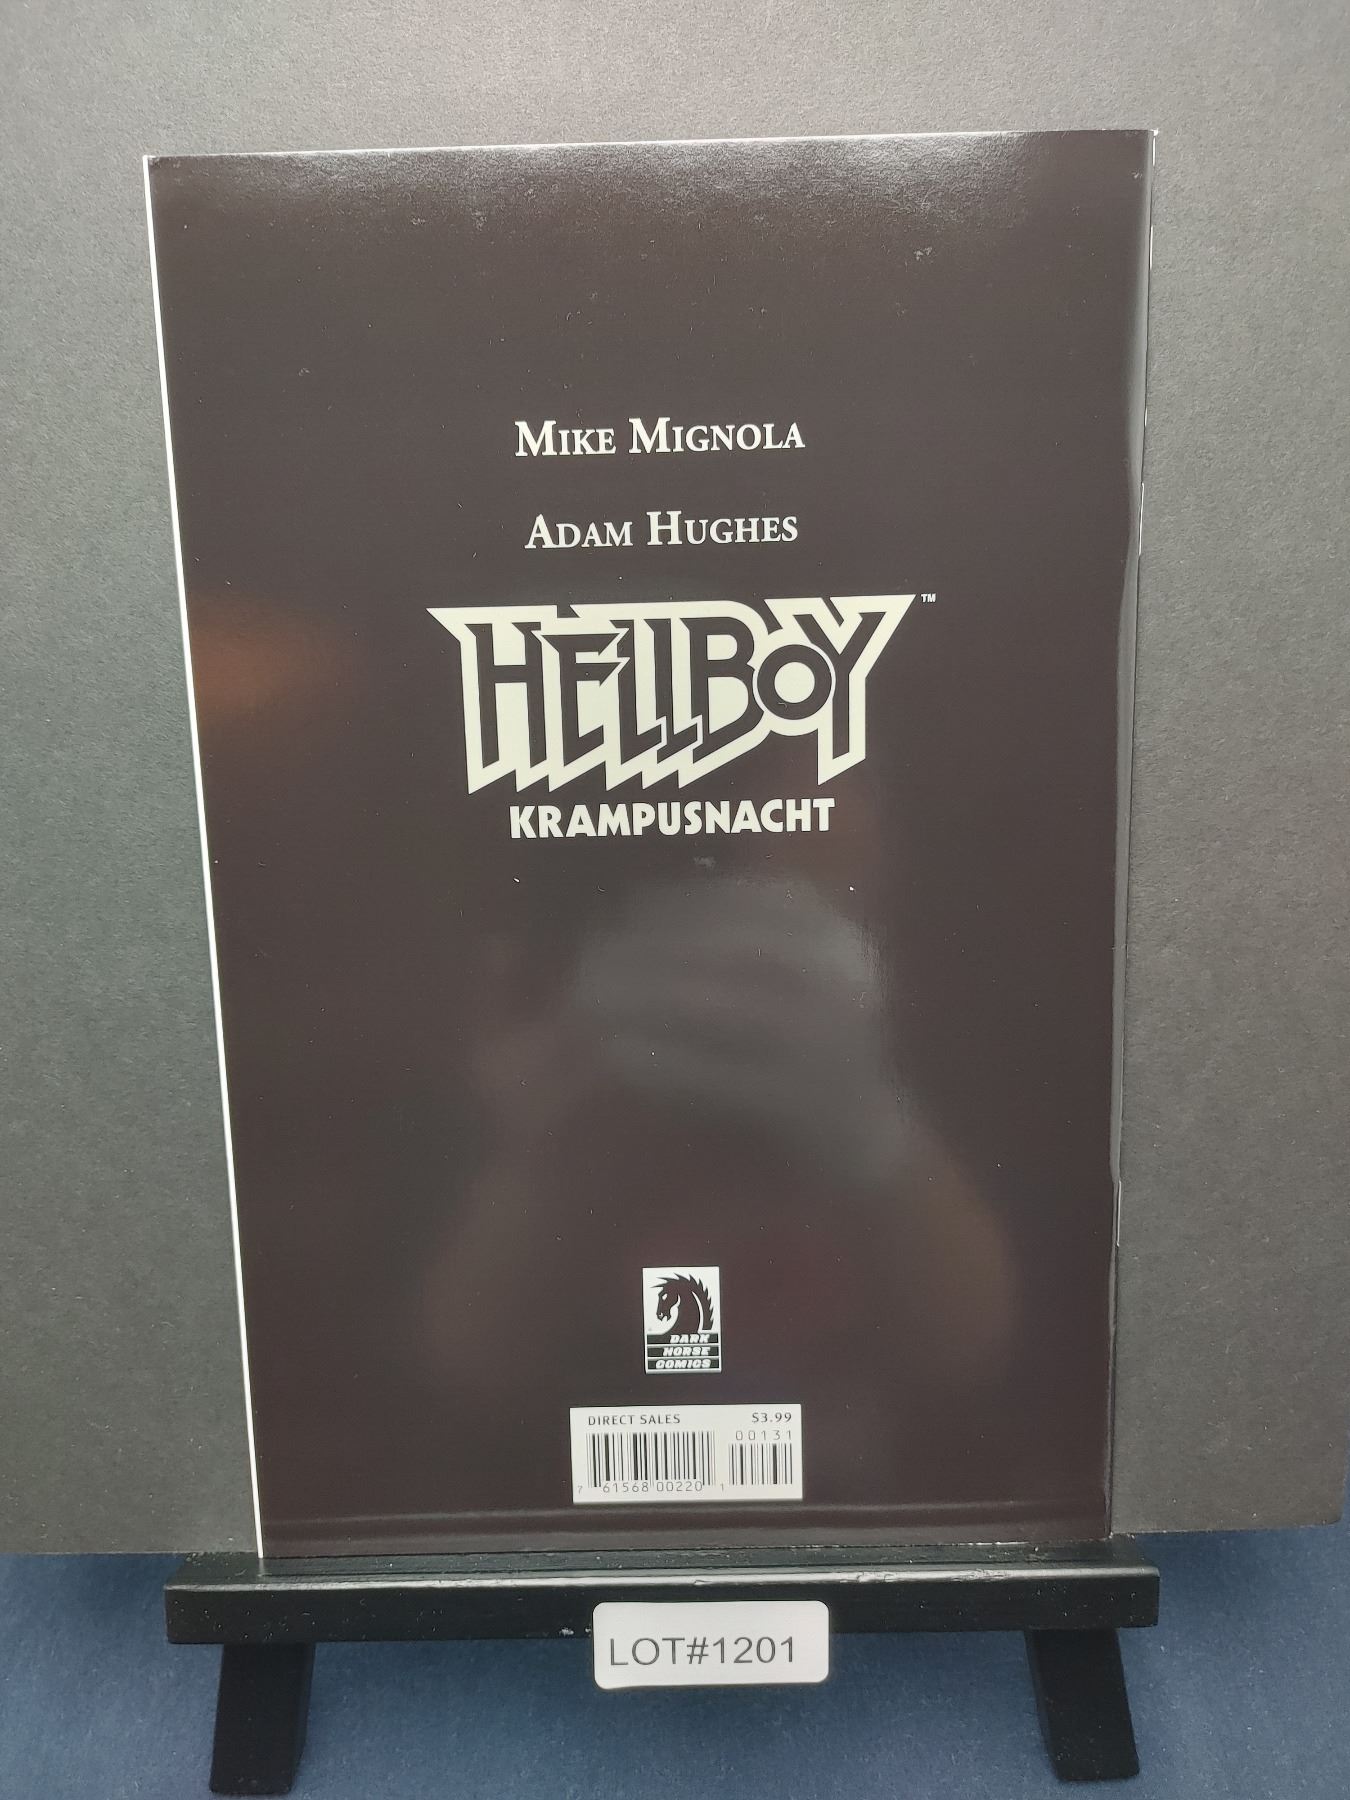 MIKE MIGNOLA
ADAM HUGHES
HELLBOY™
KRAMPUSNACHT
DARK
HORSE
COMICS
DIRECT SALES $3.99
00131
7 61568 00220 1
LOT#1201